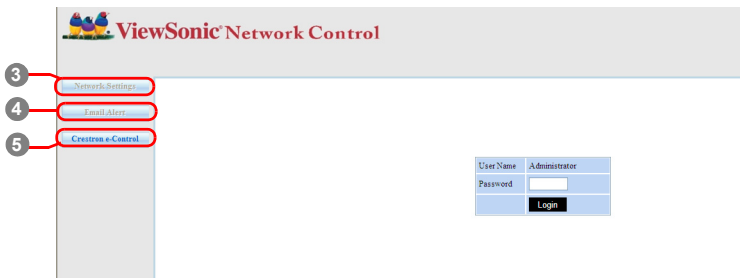 ViewSonic® Network Control
3
Network Settings
4
Email Alert
5
Crestron e-Control
User Name Administrator
Password
Login